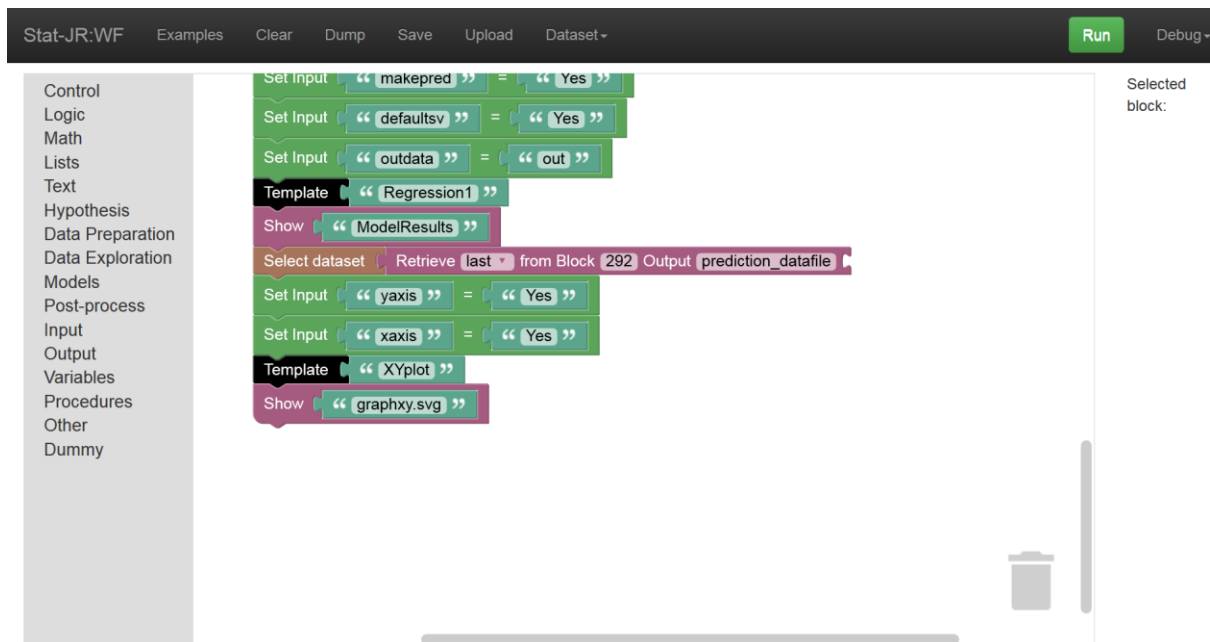 Stat-JR:WF Examples Clear Dump Save Upload Dataset Run Debug
Control
Logic
Math
Lists
Text
Hypothesis
Data Preparation
Data Exploration
Models
Post-process
Input
Output
Variables
Procedures
Other
Dummy
Set Input “ makepred ” = “ Yes ”
Set Input “ defaultsv ” = “ Yes ”
Set Input “ outdata ” = “ out ”
Template “ Regression1 ”
Show “ ModelResults ”
Select dataset Retrieve last from Block 292 Output prediction_datafile
Set Input “ yaxis ” = “ Yes ”
Set Input “ xaxis ” = “ Yes ”
Template “ XYplot ”
Show “ graphxy.svg ”
Selected
block: